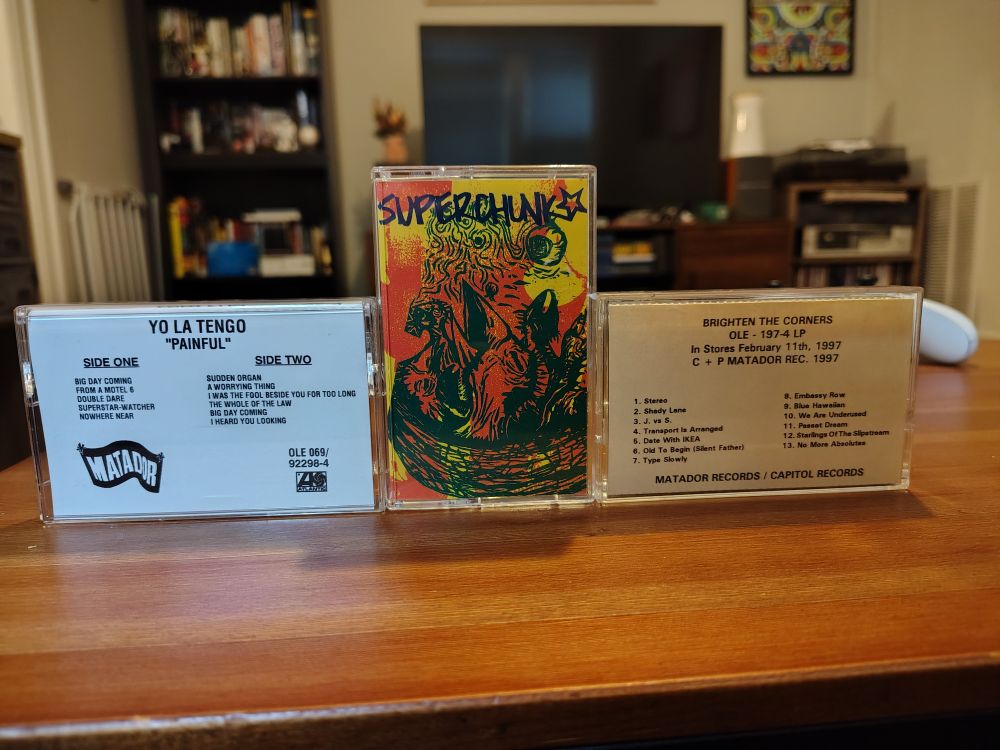 YO LA TENGO
"PAINFUL"
SIDE ONE
BIG DAY COMING
FROM A MOTEL 6
DOUBLE DARE
SUPERSTAR-WATCHER
NOWHERE NEAR
SIDE TWO
SUDDEN ORGAN
A WORRYING THING
I WAS THE FOOL BESIDE YOU FOR TOO LONG
THE WHOLE OF THE LAW
BIG DAY COMING
I HEARD YOU LOOKING
MATADOR
OLE 069/
92298-4
ATLANTIC
SUPERCHUNK
BRIGHTEN THE CORNERS
OLE - 197-4 LP
In Stores February 11th, 1997
C + P MATADOR REC. 1997
1. Stereo
2. Shady Lane
3. J. vs S.
4. Transport is Arranged
5. Date With IKEA
6. Old To Begin (Silent Father)
7. Type Slowly
8. Embassy Row
9. Blue Hawaiian
10. We Are Underused
11. Passat Dream
12. Starlings Of The Slipstream
13. No More Absolutes
MATADOR RECORDS / CAPITOL RECORDS